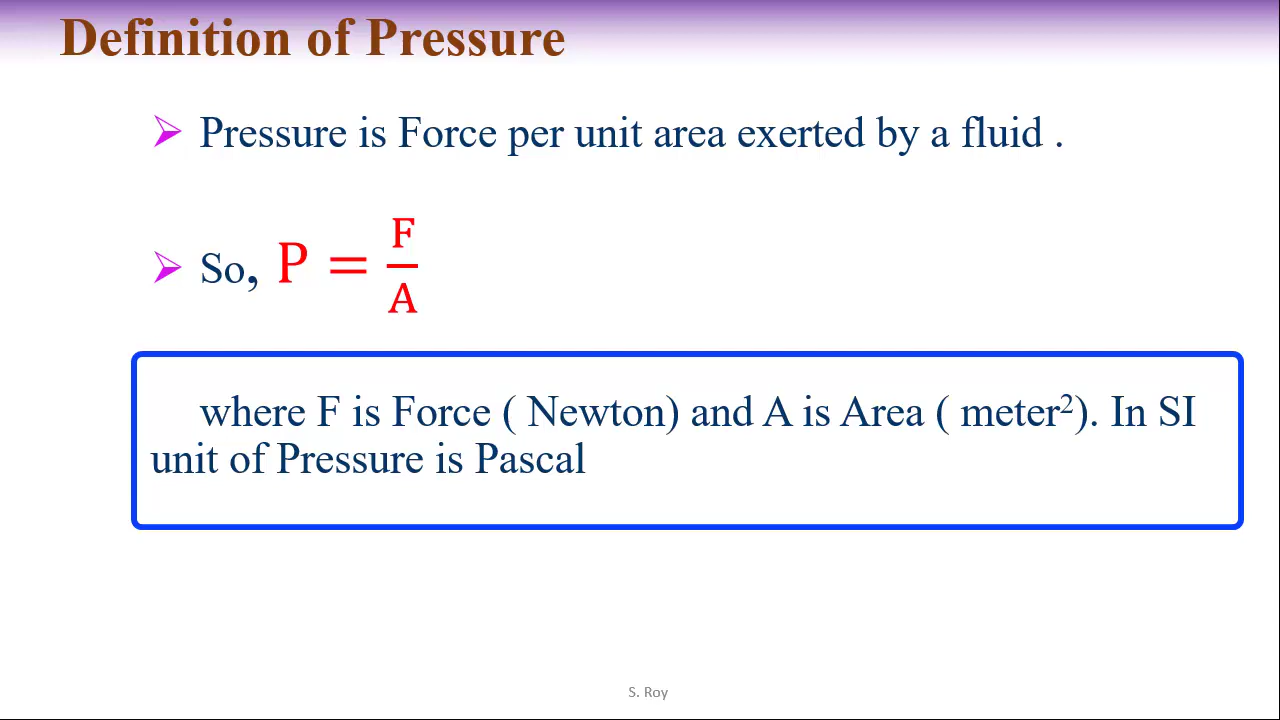 Definition of Pressure
Pressure is Force per unit area exerted by a fluid .
So, P = F/A
where F is Force ( Newton) and A is Area ( meter²). In SI
unit of Pressure is Pascal
S. Roy